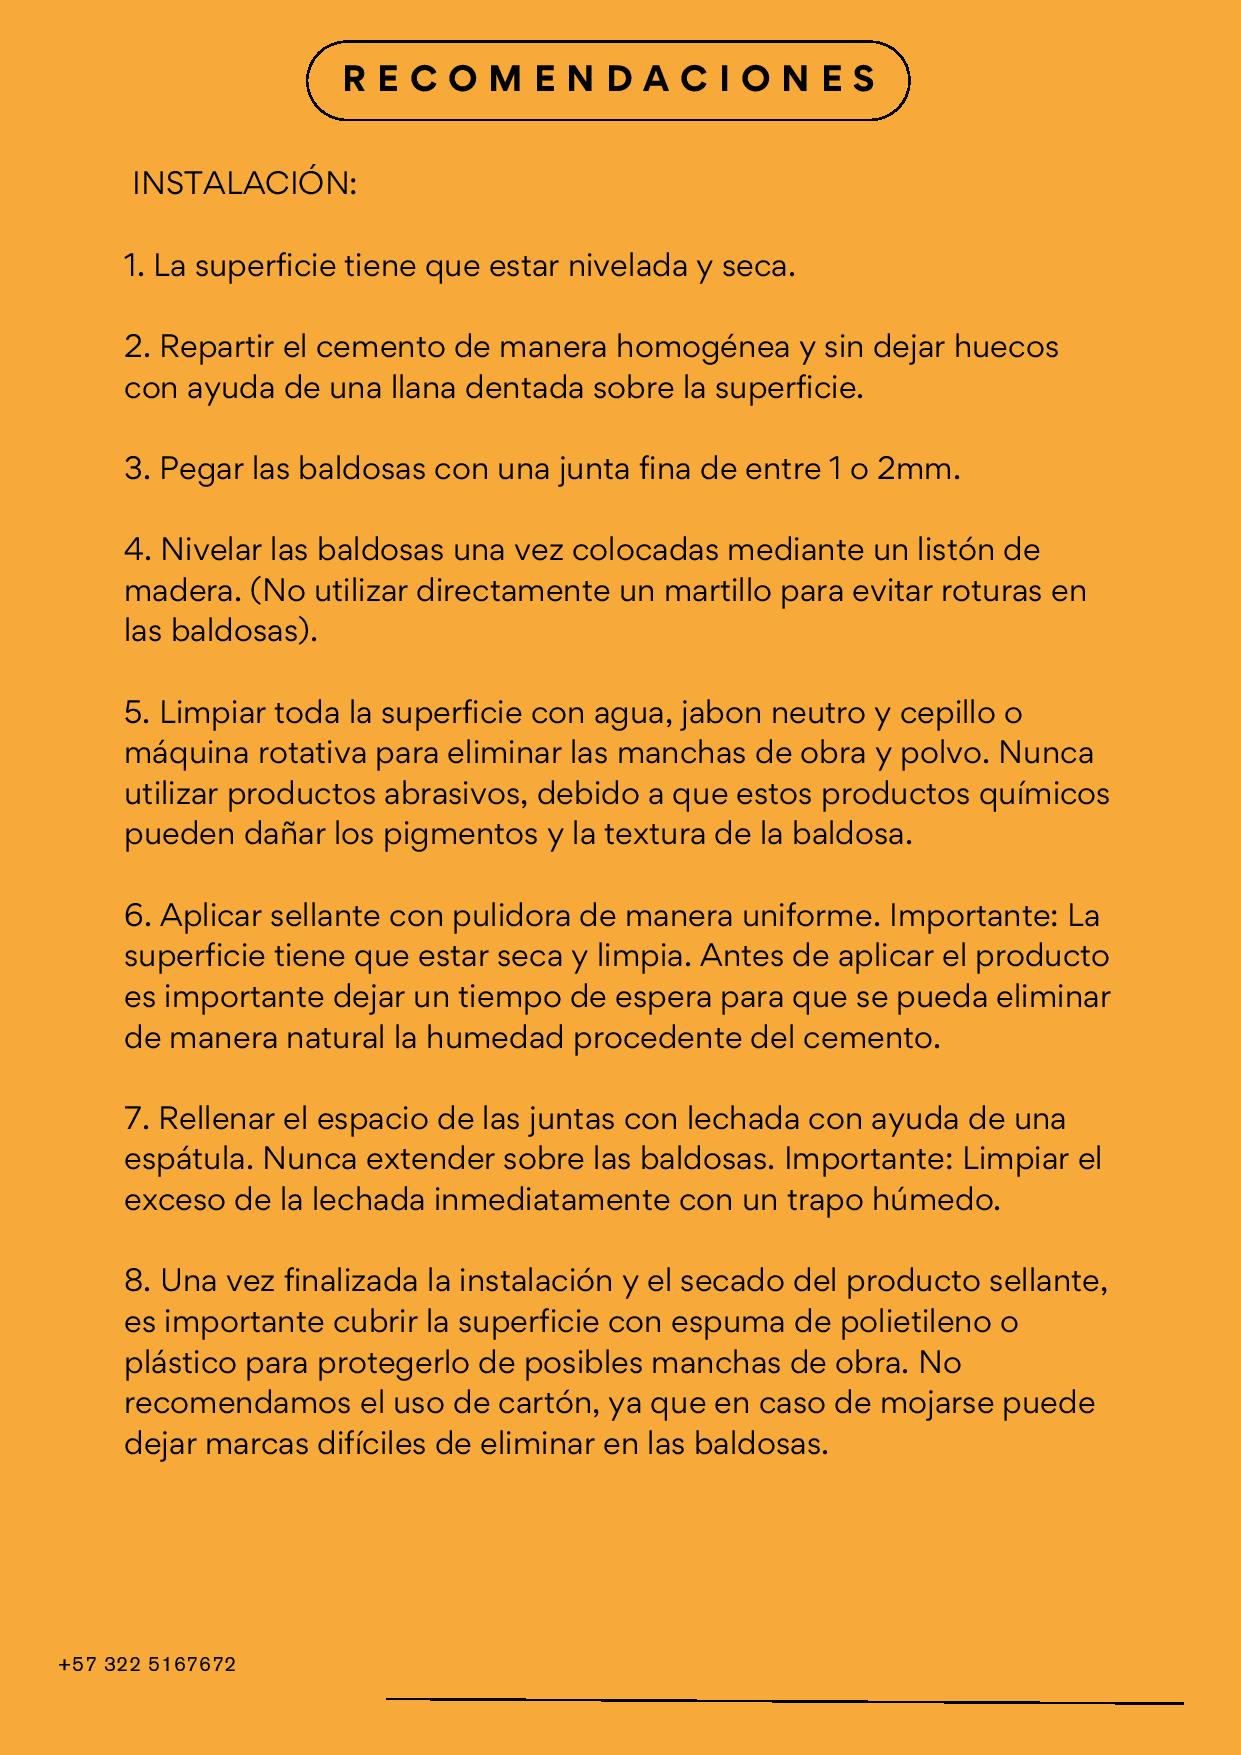 RECOMENDACIONES
INSTALACIÓN:
1. La superficie tiene que estar nivelada y seca.
2. Repartir el cemento de manera homogénea y sin dejar huecos
con ayuda de una llana dentada sobre la superficie.
3. Pegar las baldosas con una junta fina de entre 1 o 2mm.
4. Nivelar las baldosas una vez colocadas mediante un listón de
madera. (No utilizar directamente un martillo para evitar roturas en
las baldosas).
5. Limpiar toda la superficie con agua, jabon neutro y cepillo o
máquina rotativa para eliminar las manchas de obra y polvo. Nunca
utilizar productos abrasivos, debido a que estos productos químicos
pueden dañar los pigmentos y la textura de la baldosa.
6. Aplicar sellante con pulidora de manera uniforme. Importante: La
superficie tiene que estar seca y limpia. Antes de aplicar el producto
es importante dejar un tiempo de espera para que se pueda eliminar
de manera natural la humedad procedente del cemento.
7. Rellenar el espacio de las juntas con lechada con ayuda de una
espátula. Nunca extender sobre las baldosas. Importante: Limpiar el
exceso de la lechada inmediatamente con un trapo húmedo.
8. Una vez finalizada la instalación y el secado del producto sellante,
es importante cubrir la superficie con espuma de polietileno o
plástico para protegerlo de posibles manchas de obra. No
recomendamos el uso de cartón, ya que en caso de mojarse puede
dejar marcas difíciles de eliminar en las baldosas.
+57 322 5167672